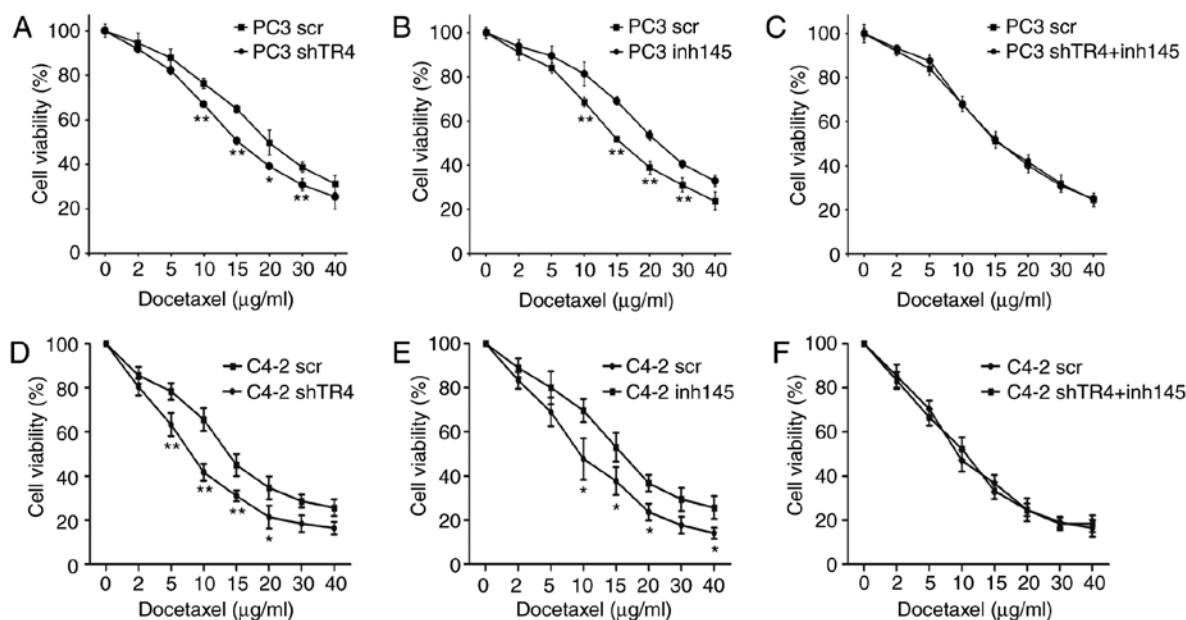 A
PC3 scr
PC3 shTR4
Cell viability (%)
100
80
60
40
20
0
**
**
*
**
0 2 5 10 15 20 30 40
Docetaxel (µg/ml)
B
PC3 scr
PC3 inh145
Cell viability (%)
100
80
60
40
20
0
**
**
**
**
0 2 5 10 15 20 30 40
Docetaxel (µg/ml)
C
PC3 scr
PC3 shTR4+inh145
Cell viability (%)
100
80
60
40
20
0
0 2 5 10 15 20 30 40
Docetaxel (µg/ml)
D
C4-2 scr
C4-2 shTR4
Cell viability (%)
100
80
60
40
20
0
**
**
**
*
0 2 5 10 15 20 30 40
Docetaxel (µg/ml)
E
C4-2 scr
C4-2 inh145
Cell viability (%)
100
80
60
40
20
0
*
*
*
*
0 2 5 10 15 20 30 40
Docetaxel (µg/ml)
F
C4-2 scr
C4-2 shTR4+inh145
Cell viability (%)
100
80
60
40
20
0
0 2 5 10 15 20 30 40
Docetaxel (µg/ml)